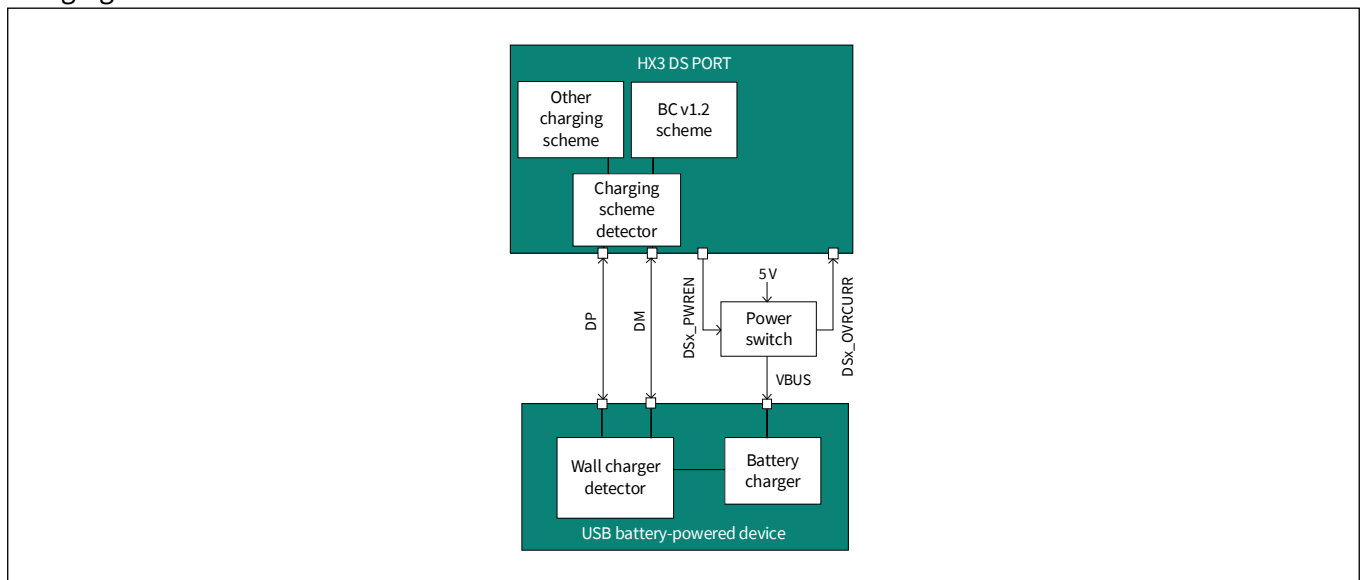 HX3 DS PORT
Other
charging
scheme
BC v1.2
scheme
Charging
scheme
detector
DP
DM
DSx_PWREN
5 V
Power
switch
DSx_OVRCURR
VBUS
Wall charger
detector
Battery
charger
USB battery-powered device